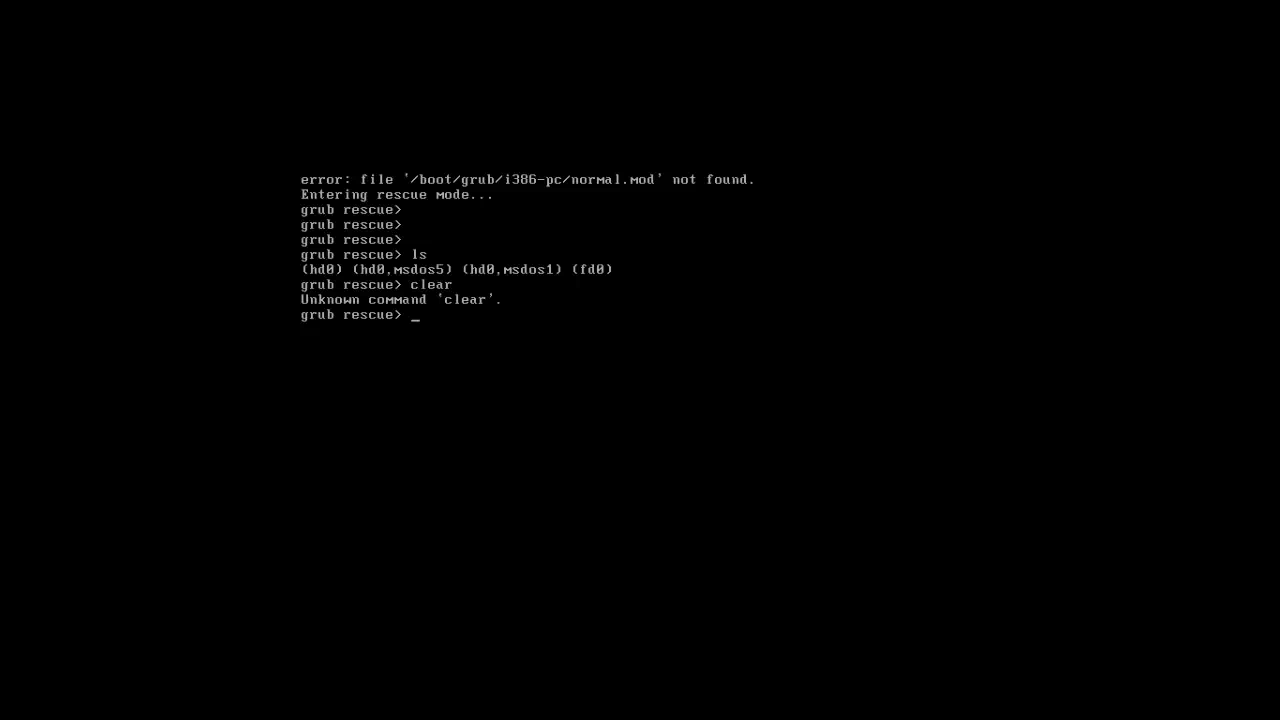 error: file `/boot/grub/i386-pc/normal.mod' not found.
Entering rescue mode...
grub rescue>
grub rescue>
grub rescue>
grub rescue> ls
(hd0) (hd0,msdos5) (hd0,msdos1) (fd0)
grub rescue> clear
Unknown command `clear'.
grub rescue> _